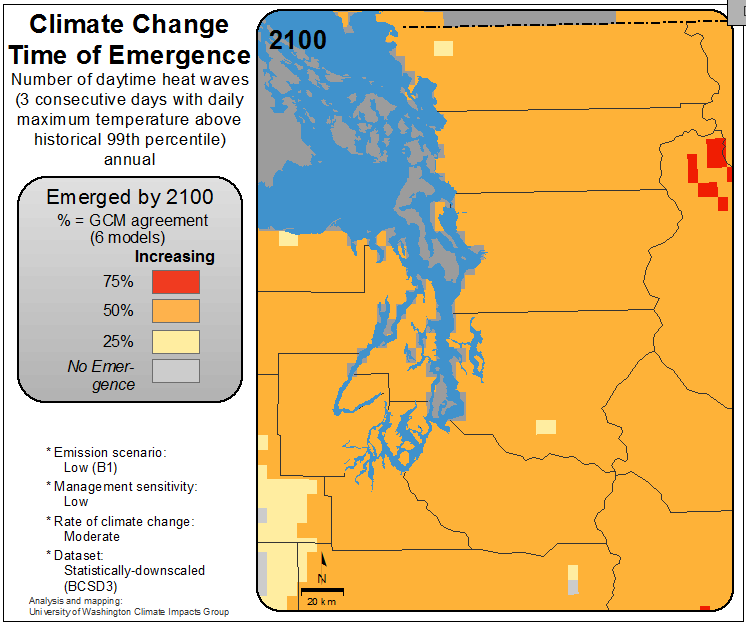 Climate Change
Time of Emergence
Number of daytime heat waves
(3 consecutive days with daily
maximum temperature above
historical 99th percentile)
annual
Emerged by 2100
% = GCM agreement
(6 models)
Increasing
75%
50%
25%
No Emer-
gence
* Emission scenario:
Low (B1)
* Management sensitivity:
Low
* Rate of climate change:
Moderate
* Dataset:
Statistically-downscaled
(BCSD3)
Analysis and mapping:
University of Washington Climate Impacts Group
2100
N
20 km